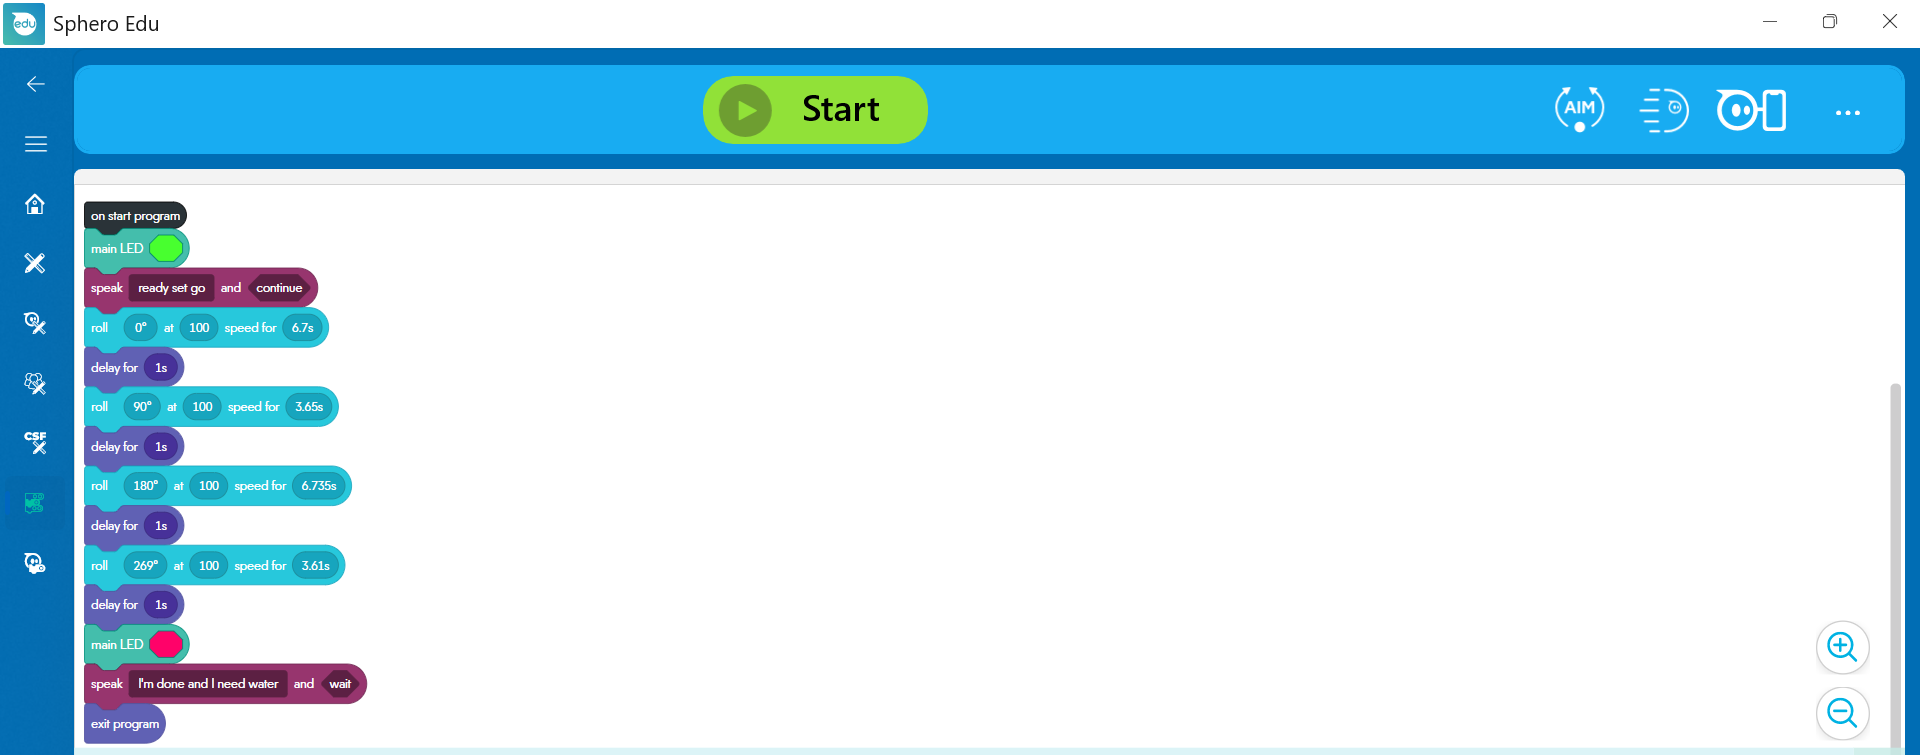 edu Sphero Edu
Start
AIM
...
on start program
main LED
speak ready set go and continue
roll 0° at 100 speed for 6.7s
delay for 1s
roll 90° at 100 speed for 3.65s
delay for 1s
roll 180° at 100 speed for 6.735s
delay for 1s
roll 269° at 100 speed for 3.61s
delay for 1s
main LED
speak I'm done and I need water and wait
exit program
CSF